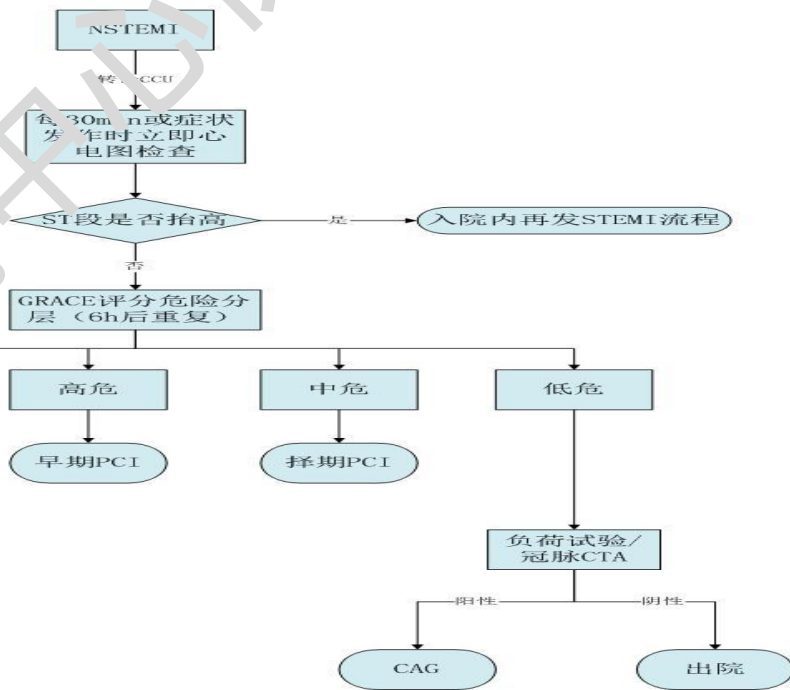 NSTEMI
转 CCU
每30min或症状
发作时立即心
电图检查
ST段是否抬高
是
入院内再发STEMI流程
否
GRACE评分危险分
层（6h后重复）
高危
中危
低危
早期PCI
择期PCI
负荷试验/
冠脉CTA
阳性
阴性
CAG
出院